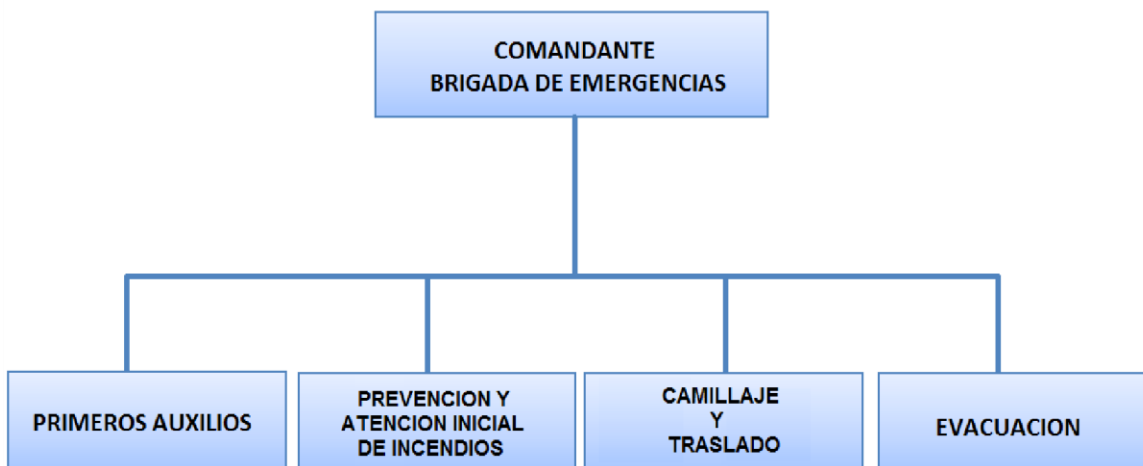 COMANDANTE
BRIGADA DE EMERGENCIAS
PRIMEROS AUXILIOS
PREVENCION Y
ATENCION INICIAL
DE INCENDIOS
CAMILLAJE
Y
TRASLADO
EVACUACION